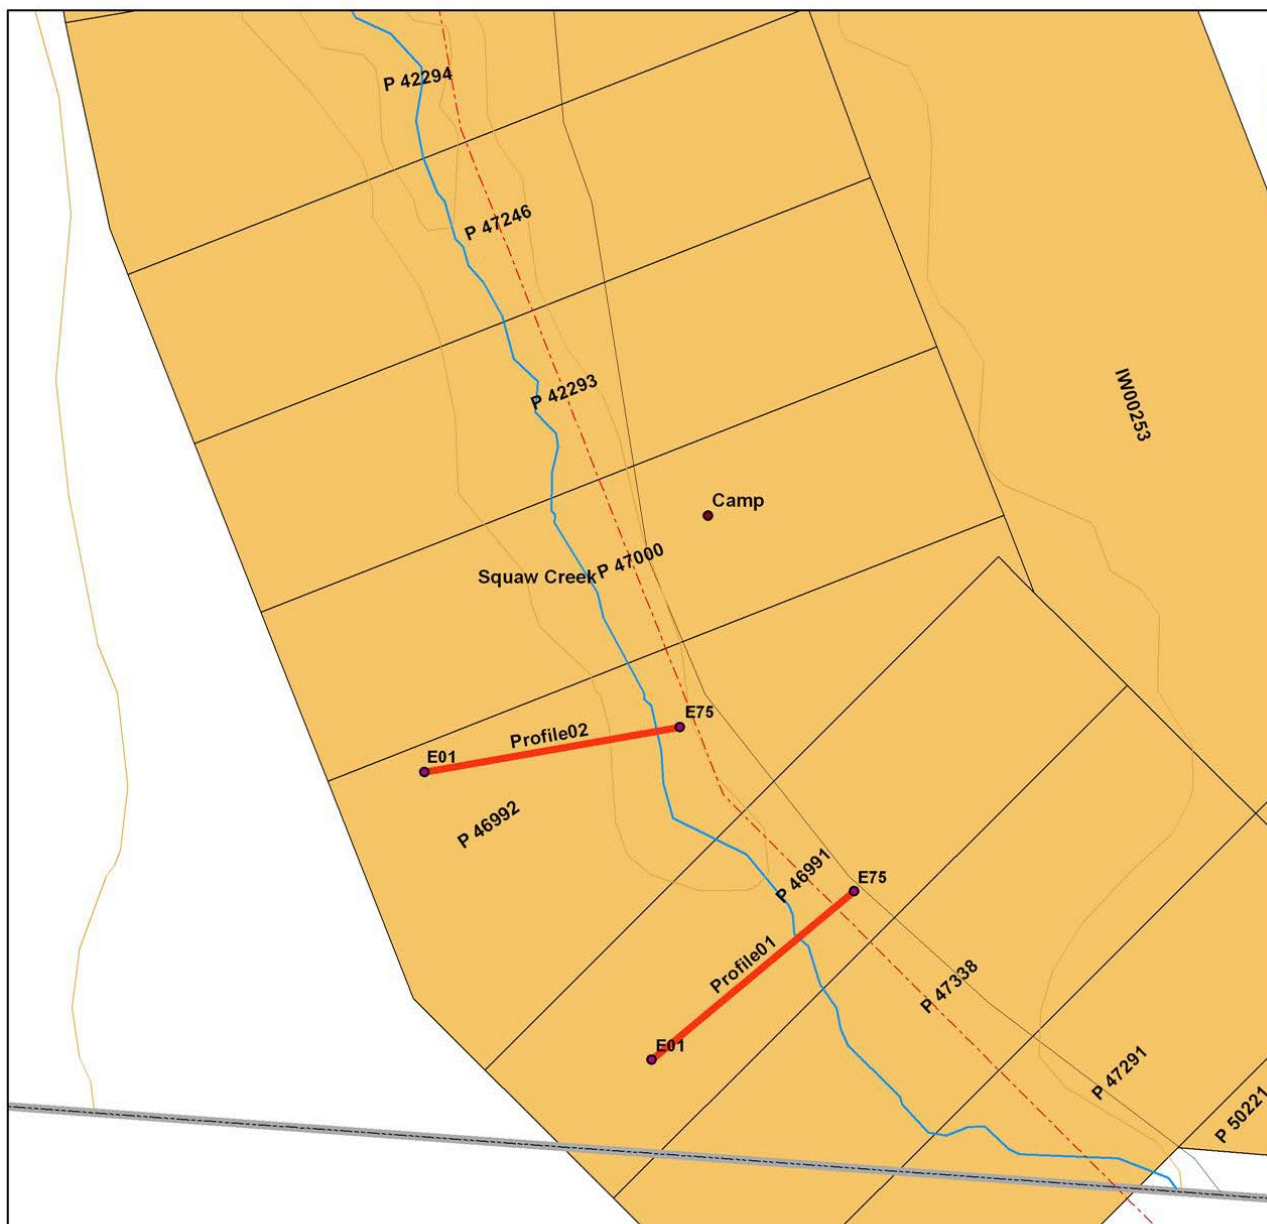 P 42294
P 47246
IW00253
P 42293
Camp
P 47000
Squaw Creek
E75
Profile02
E01
P 46992
P 46991
E75
Profile01
P 47338
E01
P 47291
P 50221